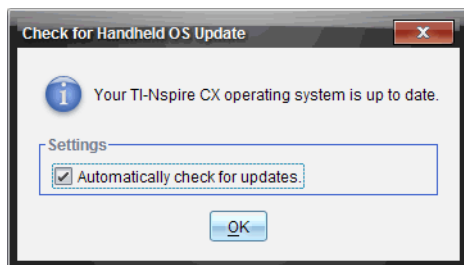 Check for Handheld OS Update
Your TI-Nspire CX operating system is up to date.
Settings
Automatically check for updates.
OK